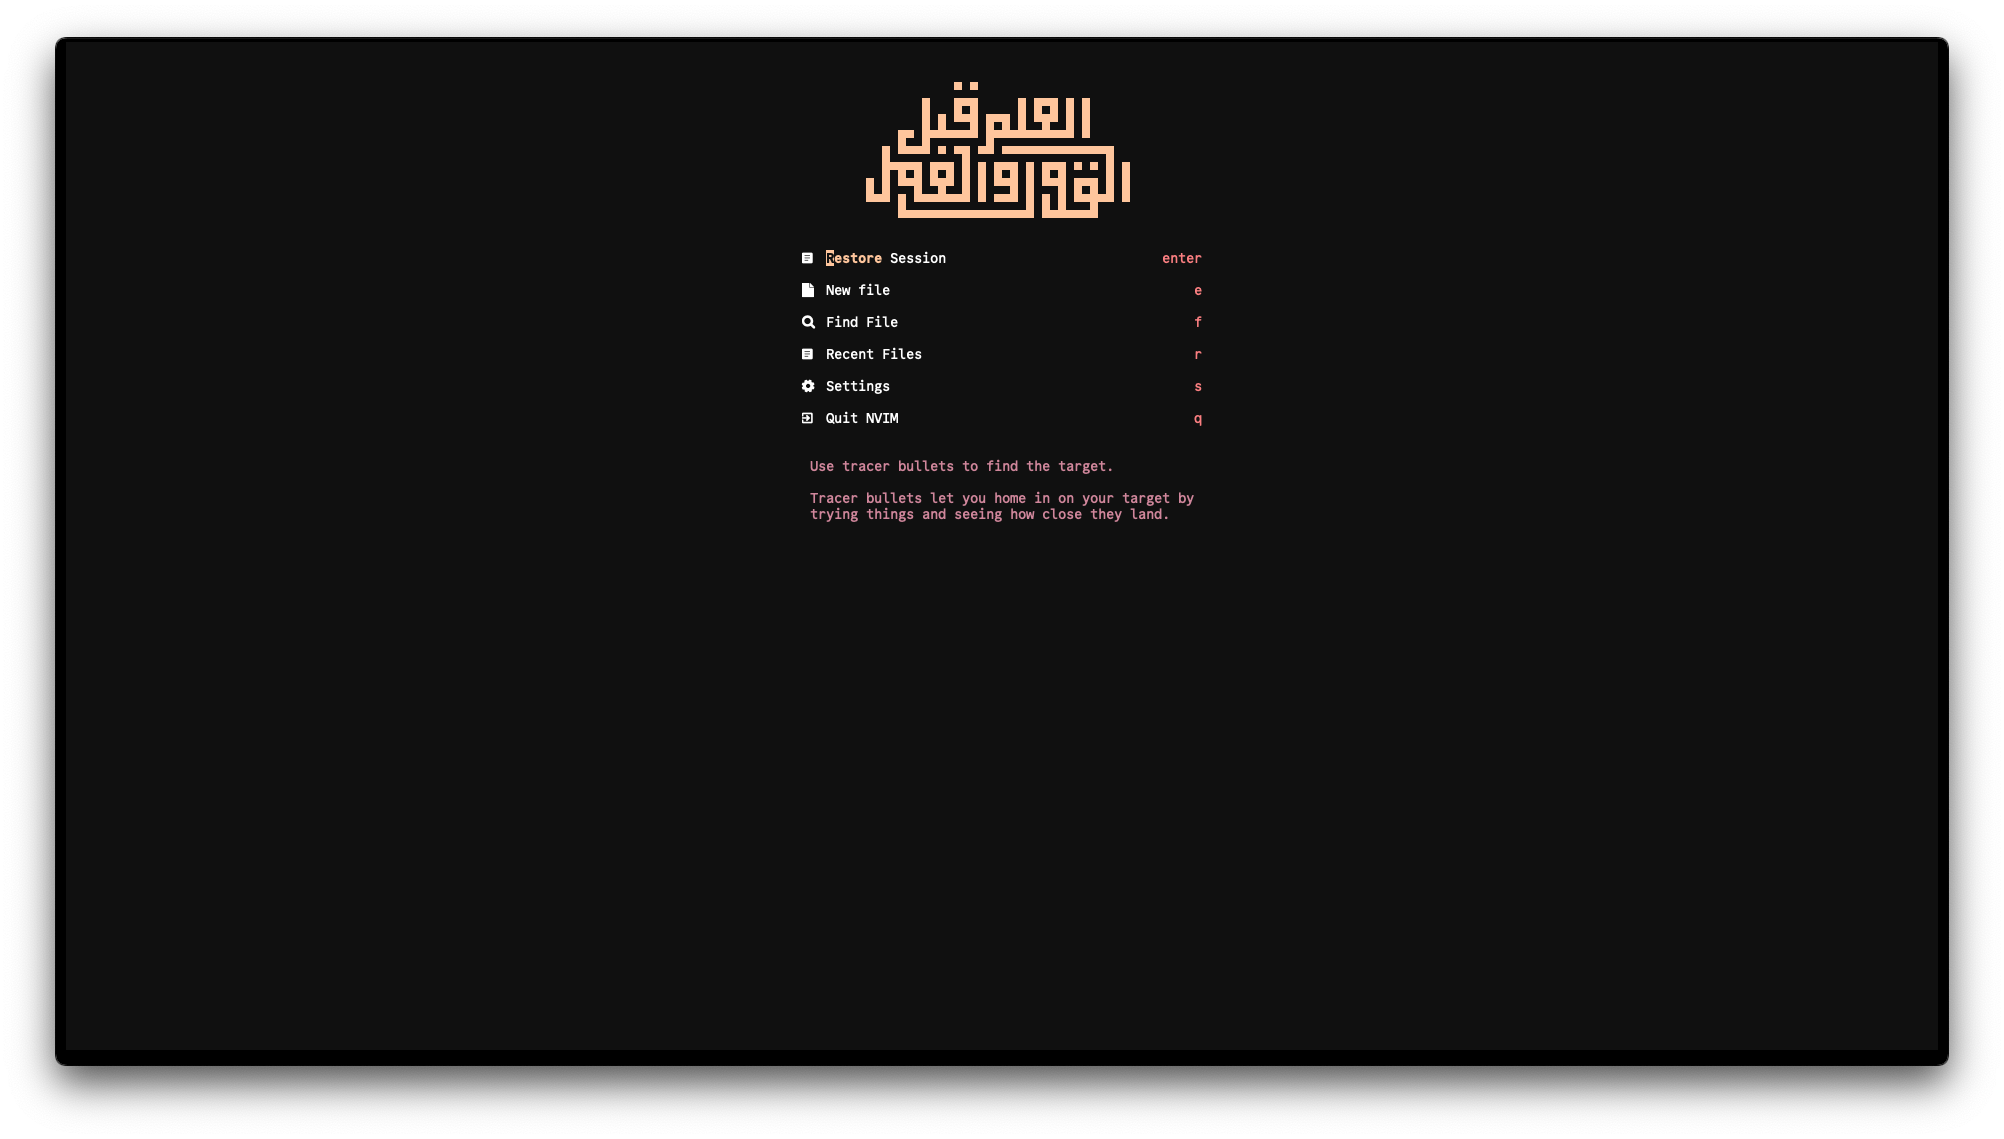 العلم قبل
القول والعمل
Restore Session enter
New file e
Find File f
Recent Files r
Settings s
Quit NVIM q
Use tracer bullets to find the target.
Tracer bullets let you home in on your target by
trying things and seeing how close they land.